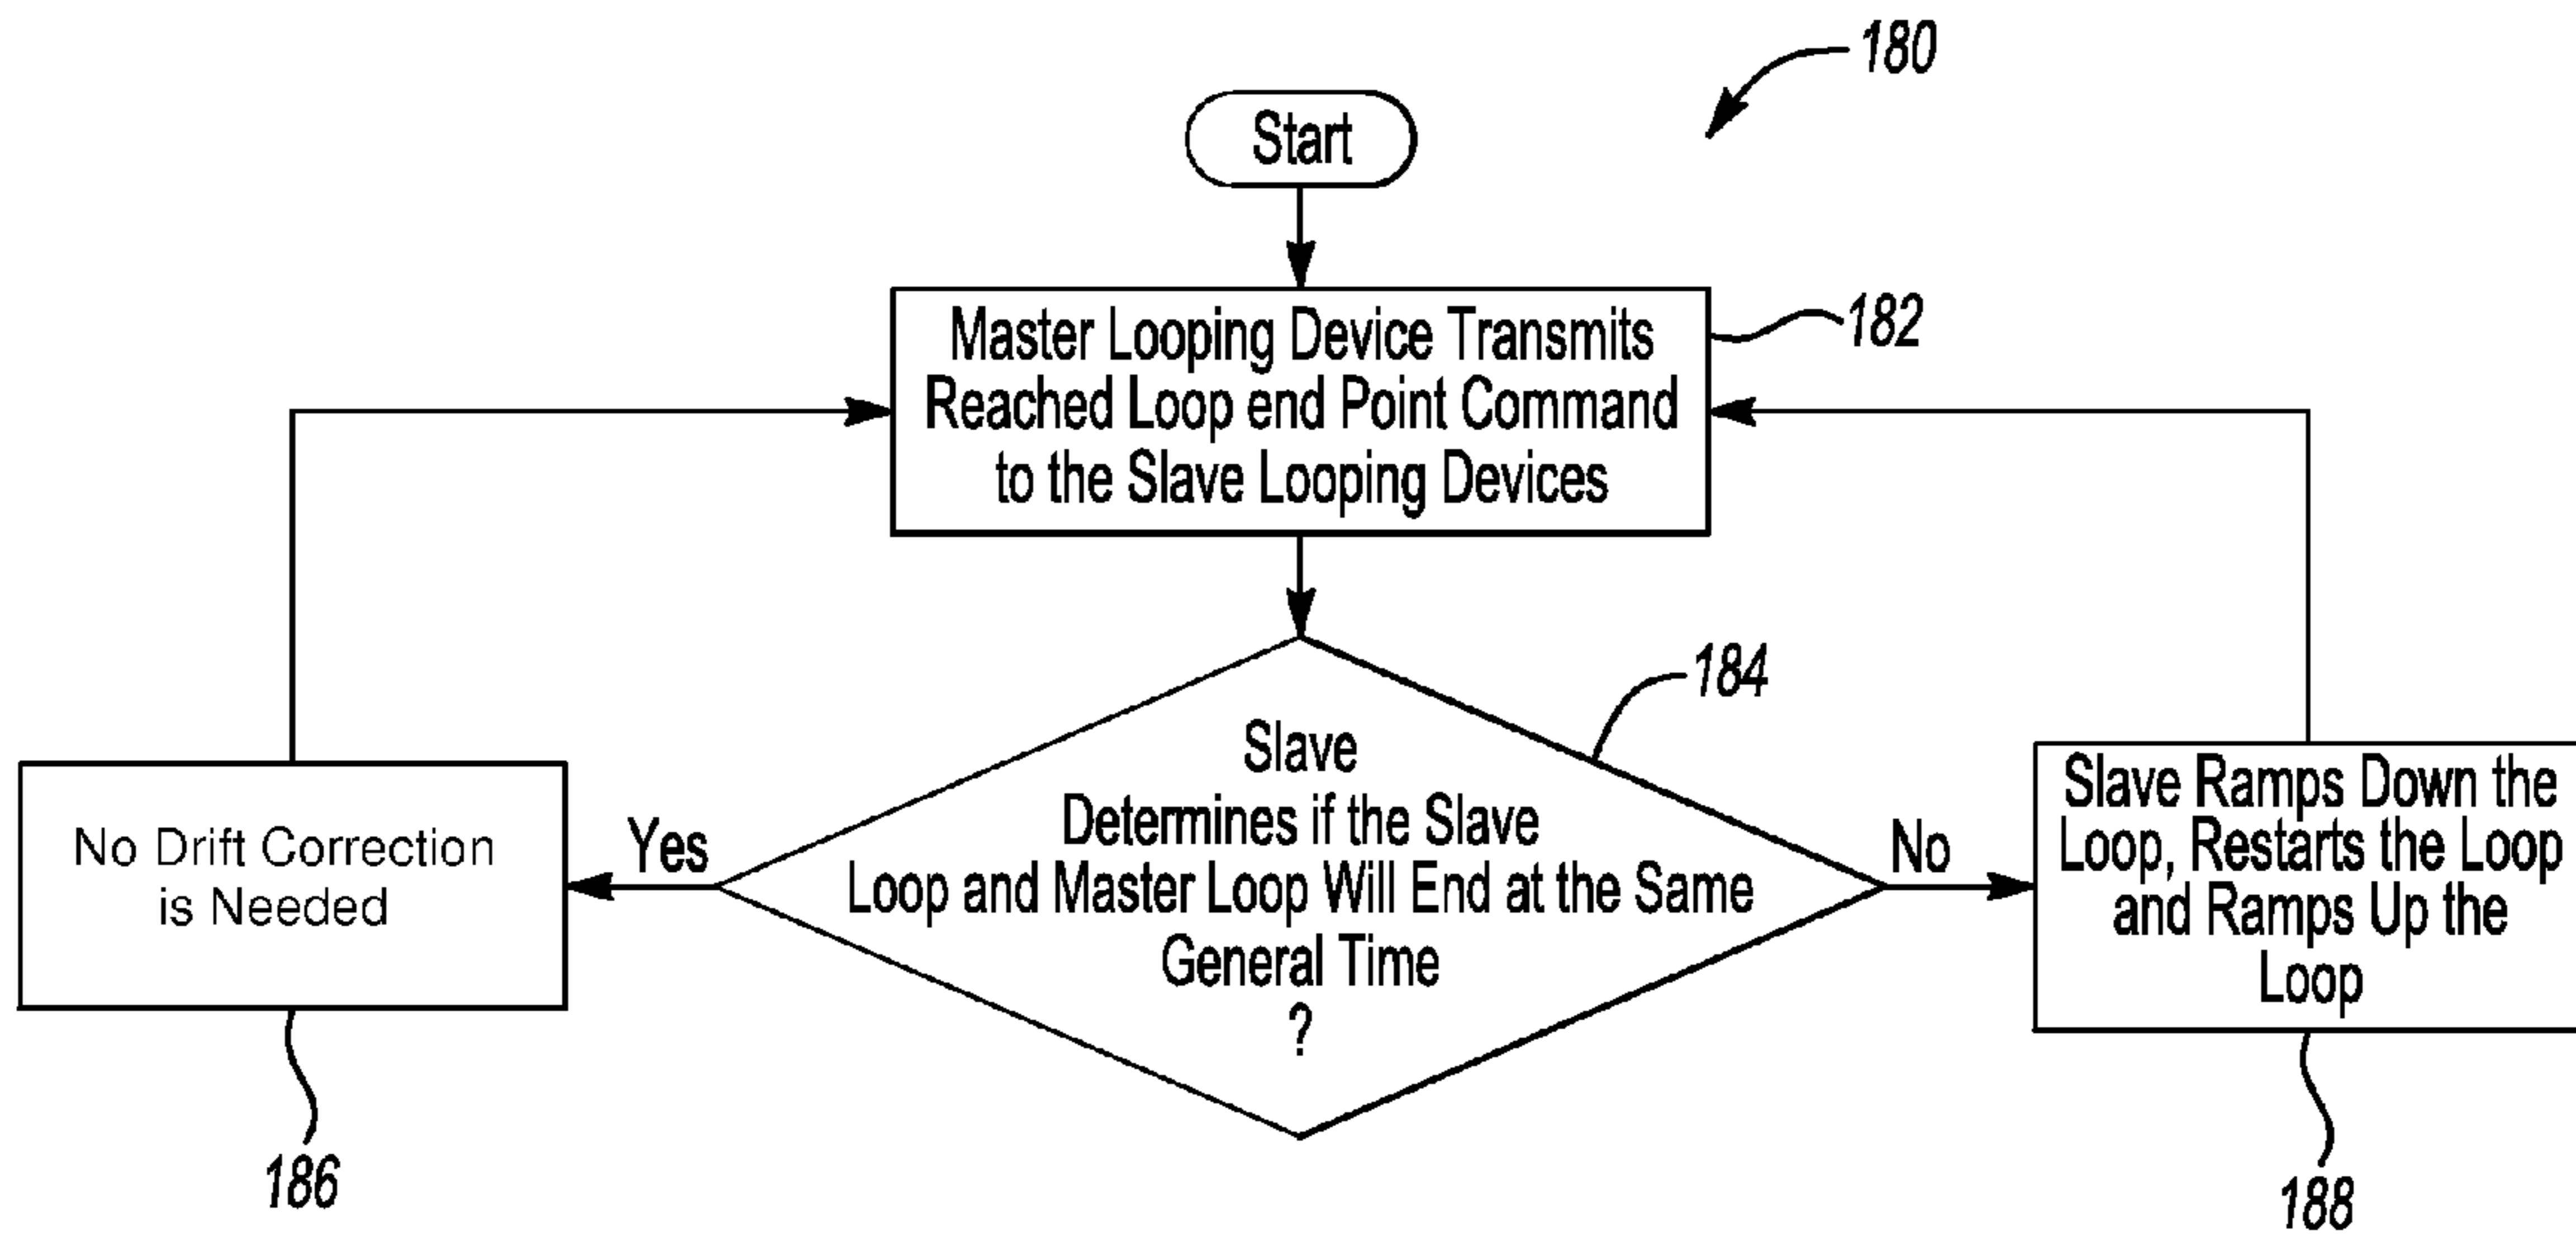 180
Start
Master Looping Device Transmits
Reached Loop end Point Command
to the Slave Looping Devices
182
184
Slave
Determines if the Slave
Loop and Master Loop Will End at the Same
General Time
?
Yes
No Drift Correction
is Needed
186
No
Slave Ramps Down the
Loop, Restarts the Loop
and Ramps Up the
Loop
188